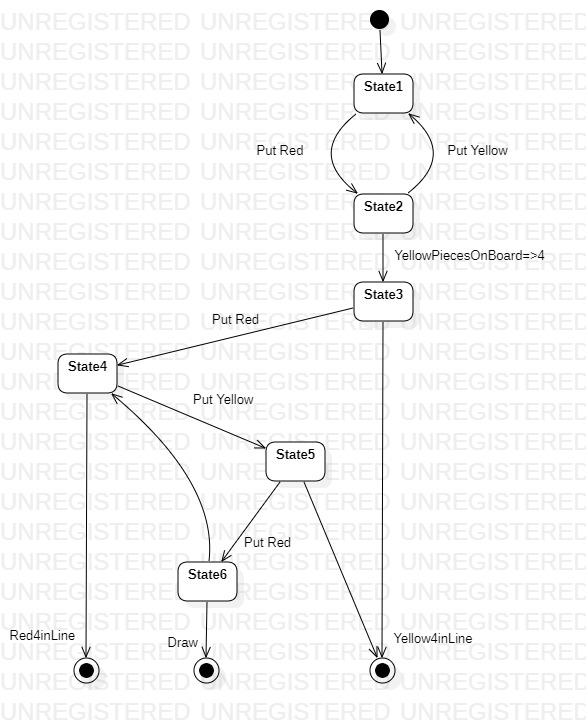 UNREGISTERED UNREGISTERED UNREGISTERED
State1
Put Red
Put Yellow
State2
YellowPiecesOnBoard=>4
State3
Put Red
State4
Put Yellow
State5
Put Red
State6
Red4inLine
Draw
Yellow4inLine